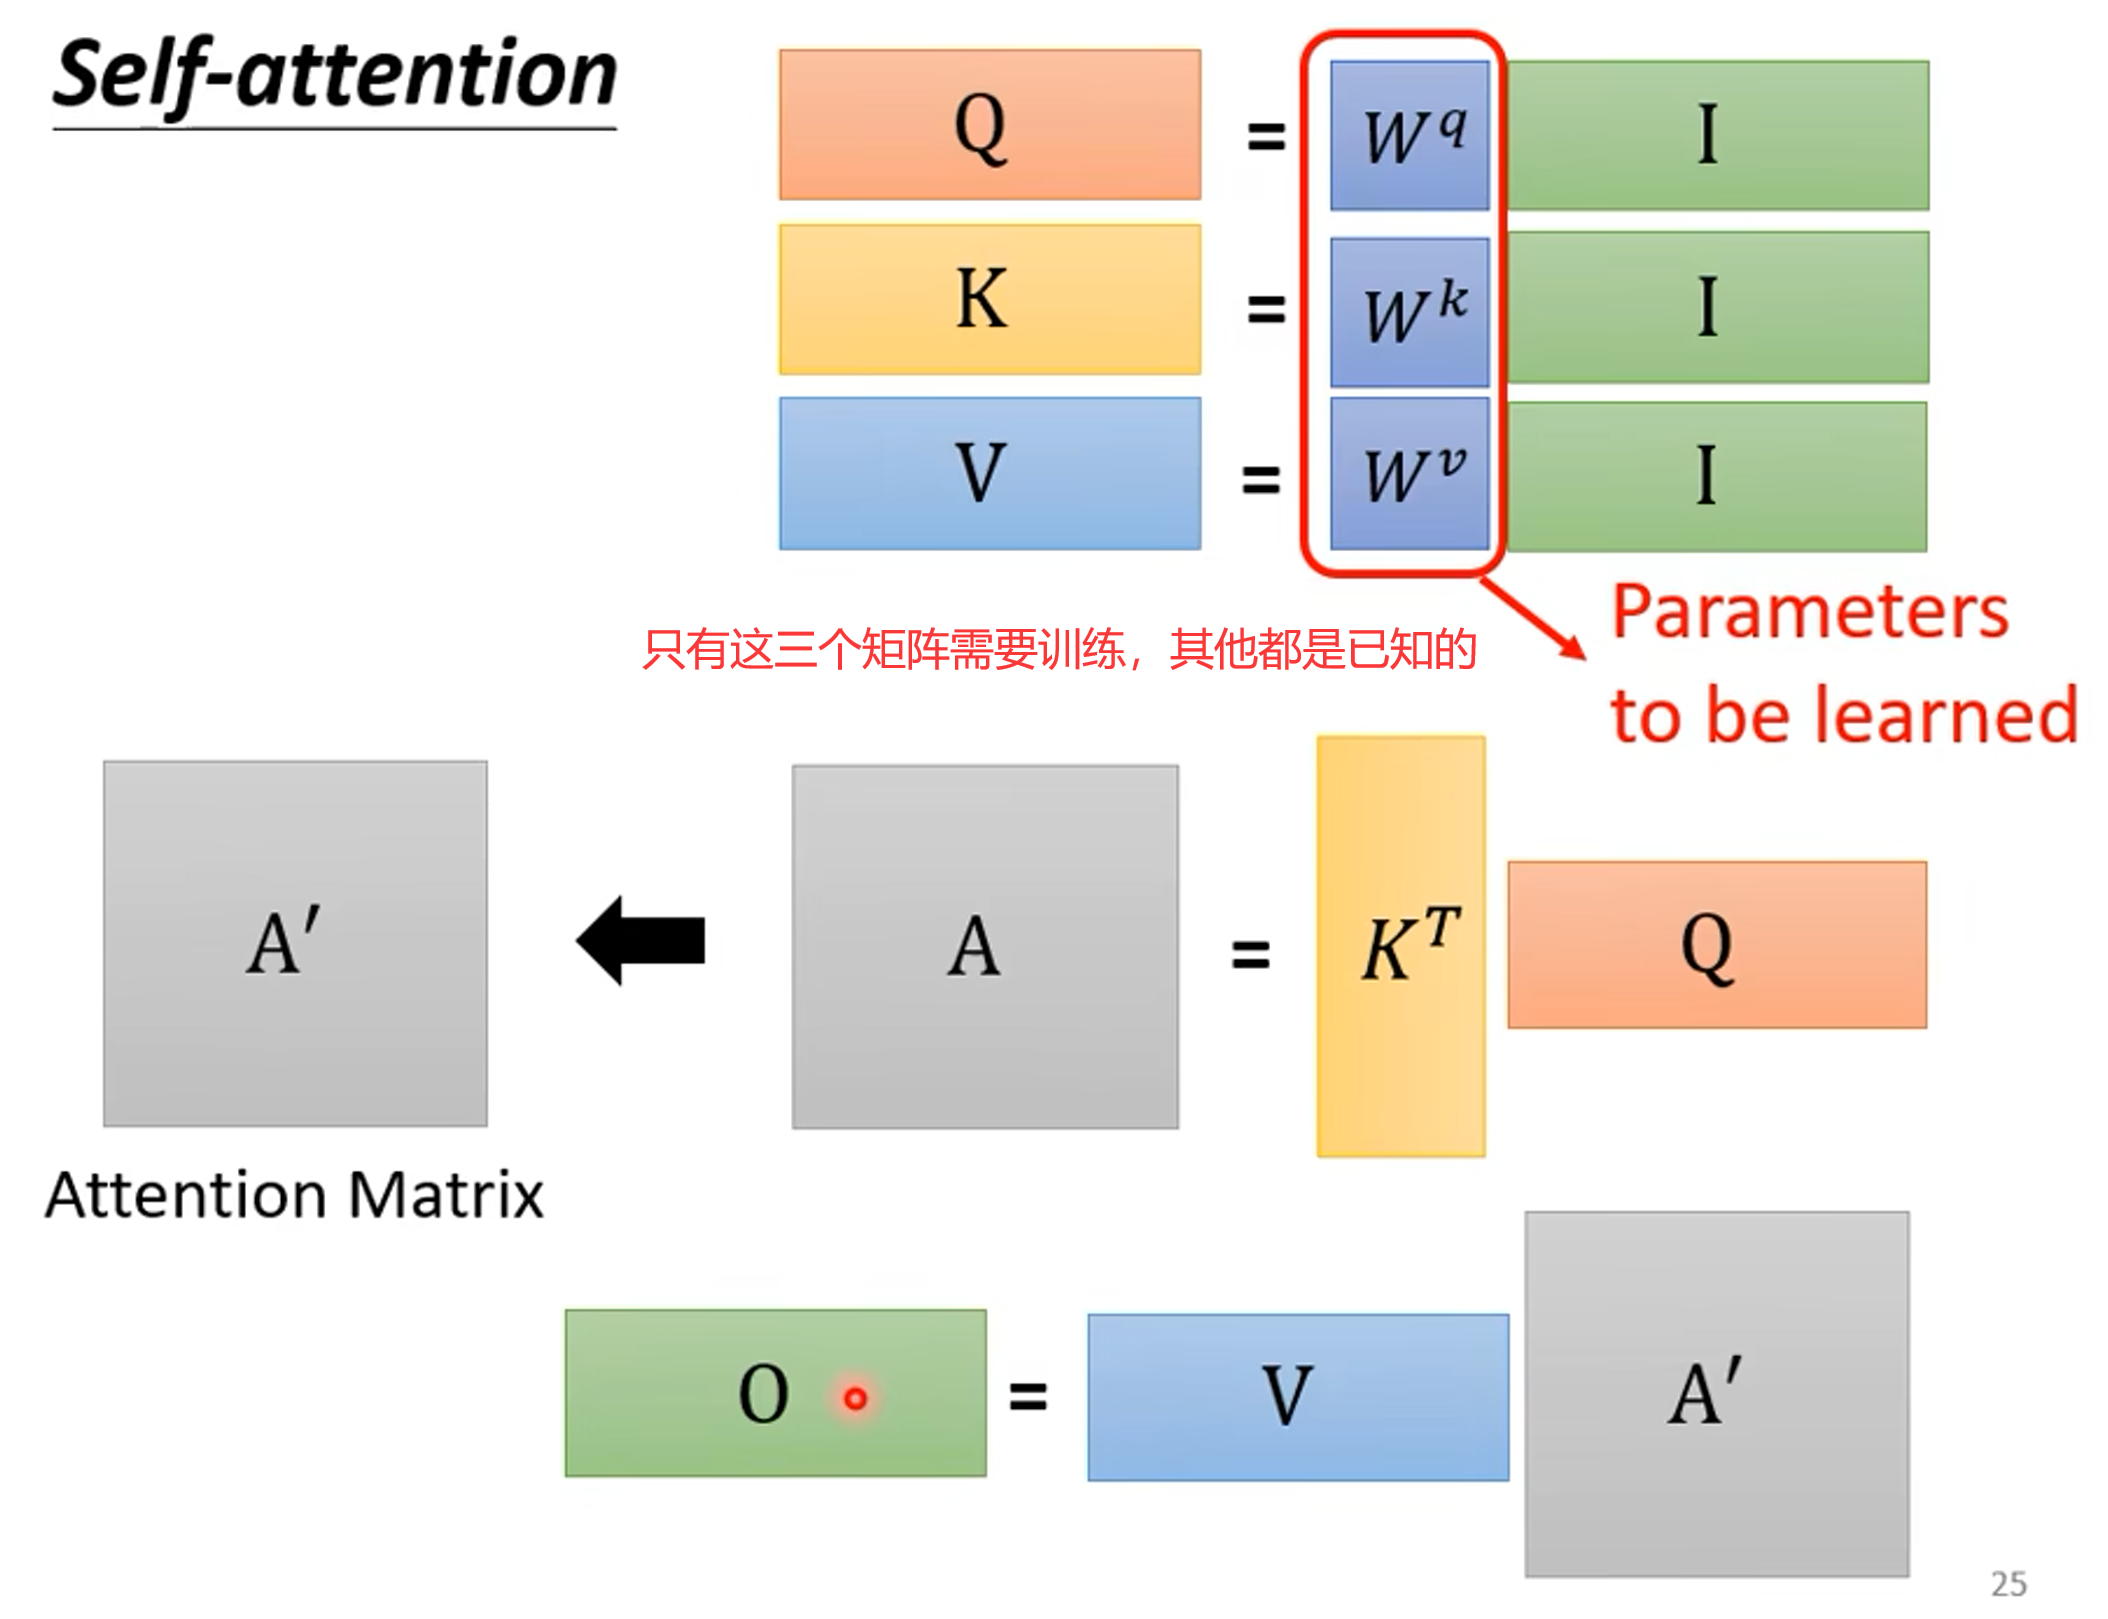 Self-attention
Q = W^q I
K = W^k I
V = W^v I
Parameters
to be learned
只有这三个矩阵需要训练，其他都是已知的
A′ A = K^T Q
Attention Matrix
O = V A′
25